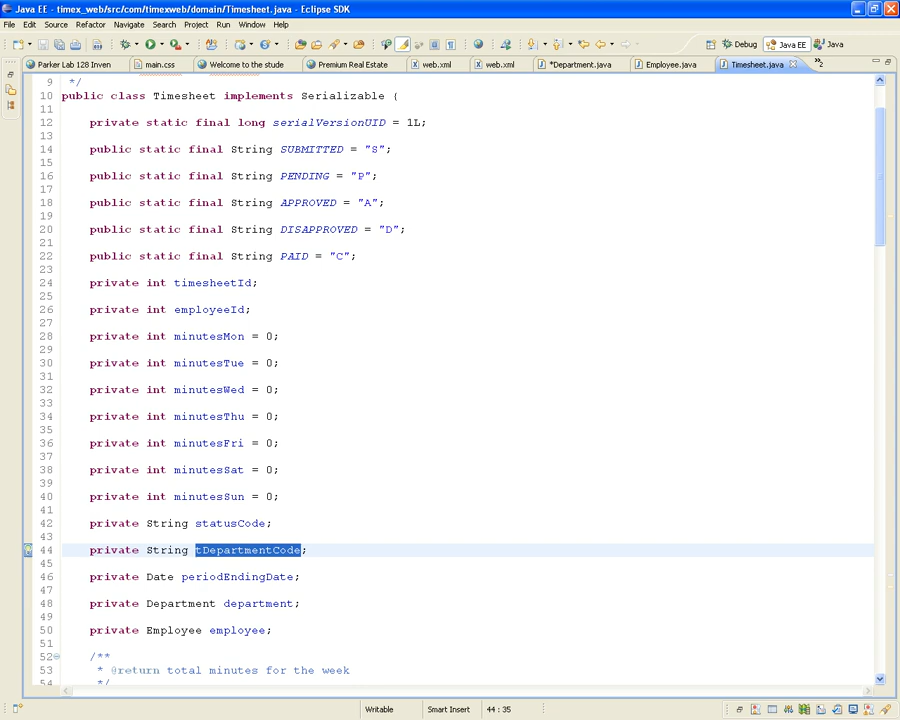 Java EE - timex_web/src/com/timexweb/domain/Timesheet.java - Eclipse SDK
File Edit Source Refactor Navigate Search Project Run Window Help
Debug Java EE Java
Parker Lab 128 Inven main.css Welcome to the stude Premium Real Estate web.xml web.xml *Department.java Employee.java Timesheet.java »2
9 */
10 public class Timesheet implements Serializable {
11
12 private static final long serialVersionUID = 1L;
13
14 public static final String SUBMITTED = "S";
15
16 public static final String PENDING = "P";
17
18 public static final String APPROVED = "A";
19
20 public static final String DISAPPROVED = "D";
21
22 public static final String PAID = "C";
23
24 private int timesheetId;
25
26 private int employeeId;
27
28 private int minutesMon = 0;
29
30 private int minutesTue = 0;
31
32 private int minutesWed = 0;
33
34 private int minutesThu = 0;
35
36 private int minutesFri = 0;
37
38 private int minutesSat = 0;
39
40 private int minutesSun = 0;
41
42 private String statusCode;
43
44 private String tDepartmentCode;
45
46 private Date periodEndingDate;
47
48 private Department department;
49
50 private Employee employee;
51
52 /**
53 * @return total minutes for the week
54 */
Writable Smart Insert 44 : 35